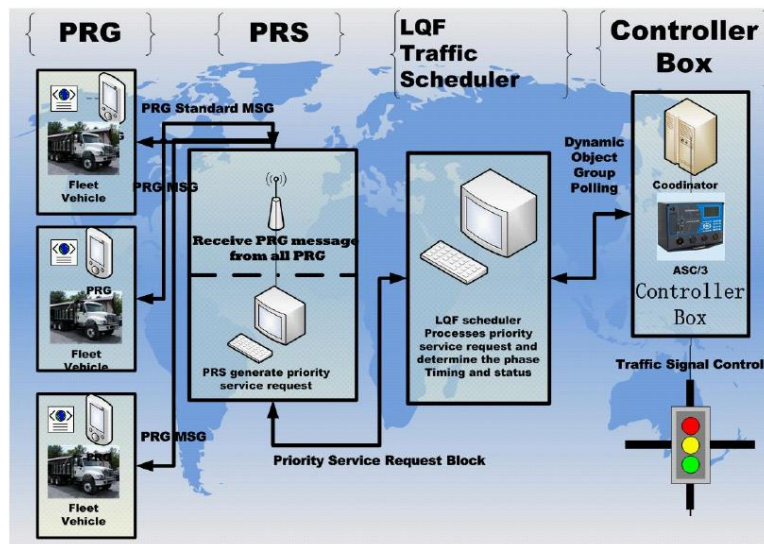 PRG
PRS
LQF
Traffic
Scheduler
Controller
Box
PRG Standard MSG
Fleet
Vehicle
PRG MSG
PRG
Fleet
Vehicle
PRG MSG
Fleet
Vehicle
Receive PRG message
from all PRG
PRS generate priority
service request
Priority Service Request Block
LQF scheduler
Processes priority
service request and
determine the phase
Timing and status
Dynamic
Object
Group
Polling
Coodinator
ASC/3
Controller
Box
Traffic Signal Control